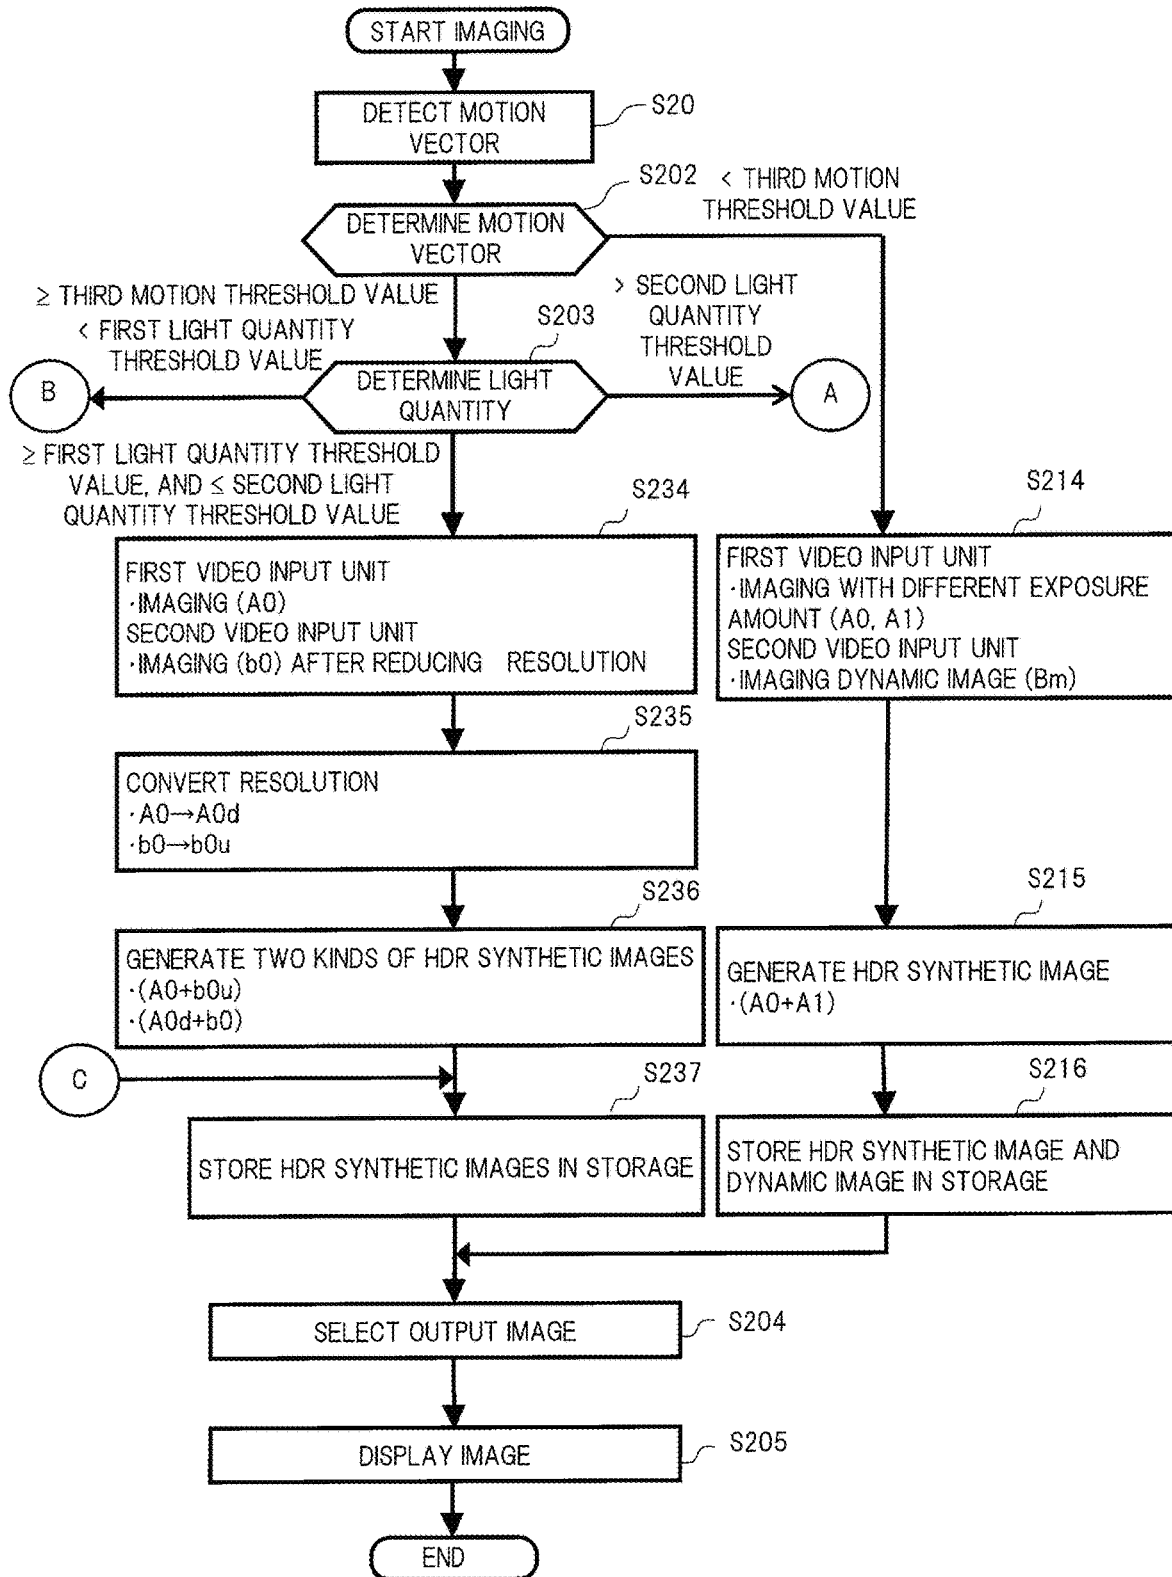 START IMAGING
DETECT MOTION
VECTOR
S20
DETERMINE MOTION
VECTOR
S202
< THIRD MOTION
THRESHOLD VALUE
≥ THIRD MOTION THRESHOLD VALUE
< FIRST LIGHT QUANTITY
THRESHOLD VALUE
S203
> SECOND LIGHT
QUANTITY
THRESHOLD
VALUE
B
DETERMINE LIGHT
QUANTITY
A
≥ FIRST LIGHT QUANTITY THRESHOLD
VALUE, AND ≤ SECOND LIGHT
QUANTITY THRESHOLD VALUE
S234
FIRST VIDEO INPUT UNIT
·IMAGING (A0)
SECOND VIDEO INPUT UNIT
·IMAGING (b0) AFTER REDUCING RESOLUTION
S214
FIRST VIDEO INPUT UNIT
·IMAGING WITH DIFFERENT EXPOSURE
AMOUNT (A0, A1)
SECOND VIDEO INPUT UNIT
·IMAGING DYNAMIC IMAGE (Bm)
S235
CONVERT RESOLUTION
·A0→A0d
·b0→b0u
S236
GENERATE TWO KINDS OF HDR SYNTHETIC IMAGES
·(A0+b0u)
·(A0d+b0)
S215
GENERATE HDR SYNTHETIC IMAGE
·(A0+A1)
C
S237
STORE HDR SYNTHETIC IMAGES IN STORAGE
S216
STORE HDR SYNTHETIC IMAGE AND
DYNAMIC IMAGE IN STORAGE
SELECT OUTPUT IMAGE
S204
DISPLAY IMAGE
S205
END